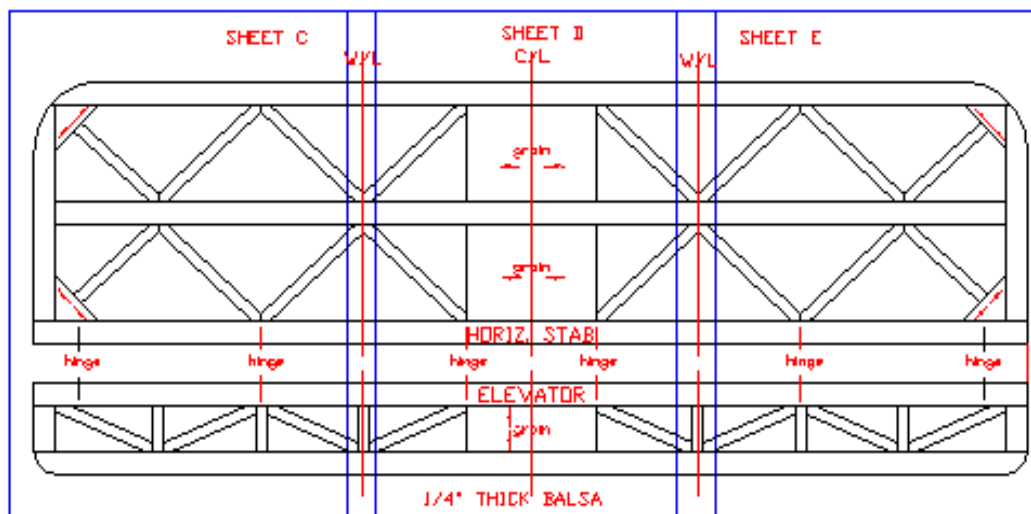 SHEET C SHEET D SHEET E
W/L C/L W/L
grain
grain
HORIZ. STAB
hinge hinge hinge hinge hinge hinge
ELEVATOR
grain
1/4" THICK BALSA